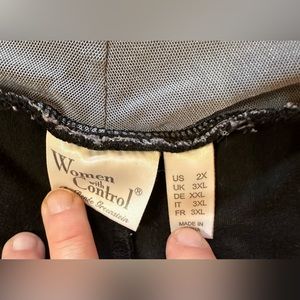 Women
with
Control
®
US 2X
UK 3XL
DE XXL
IT 3XL
FR 3XL
MADE IN